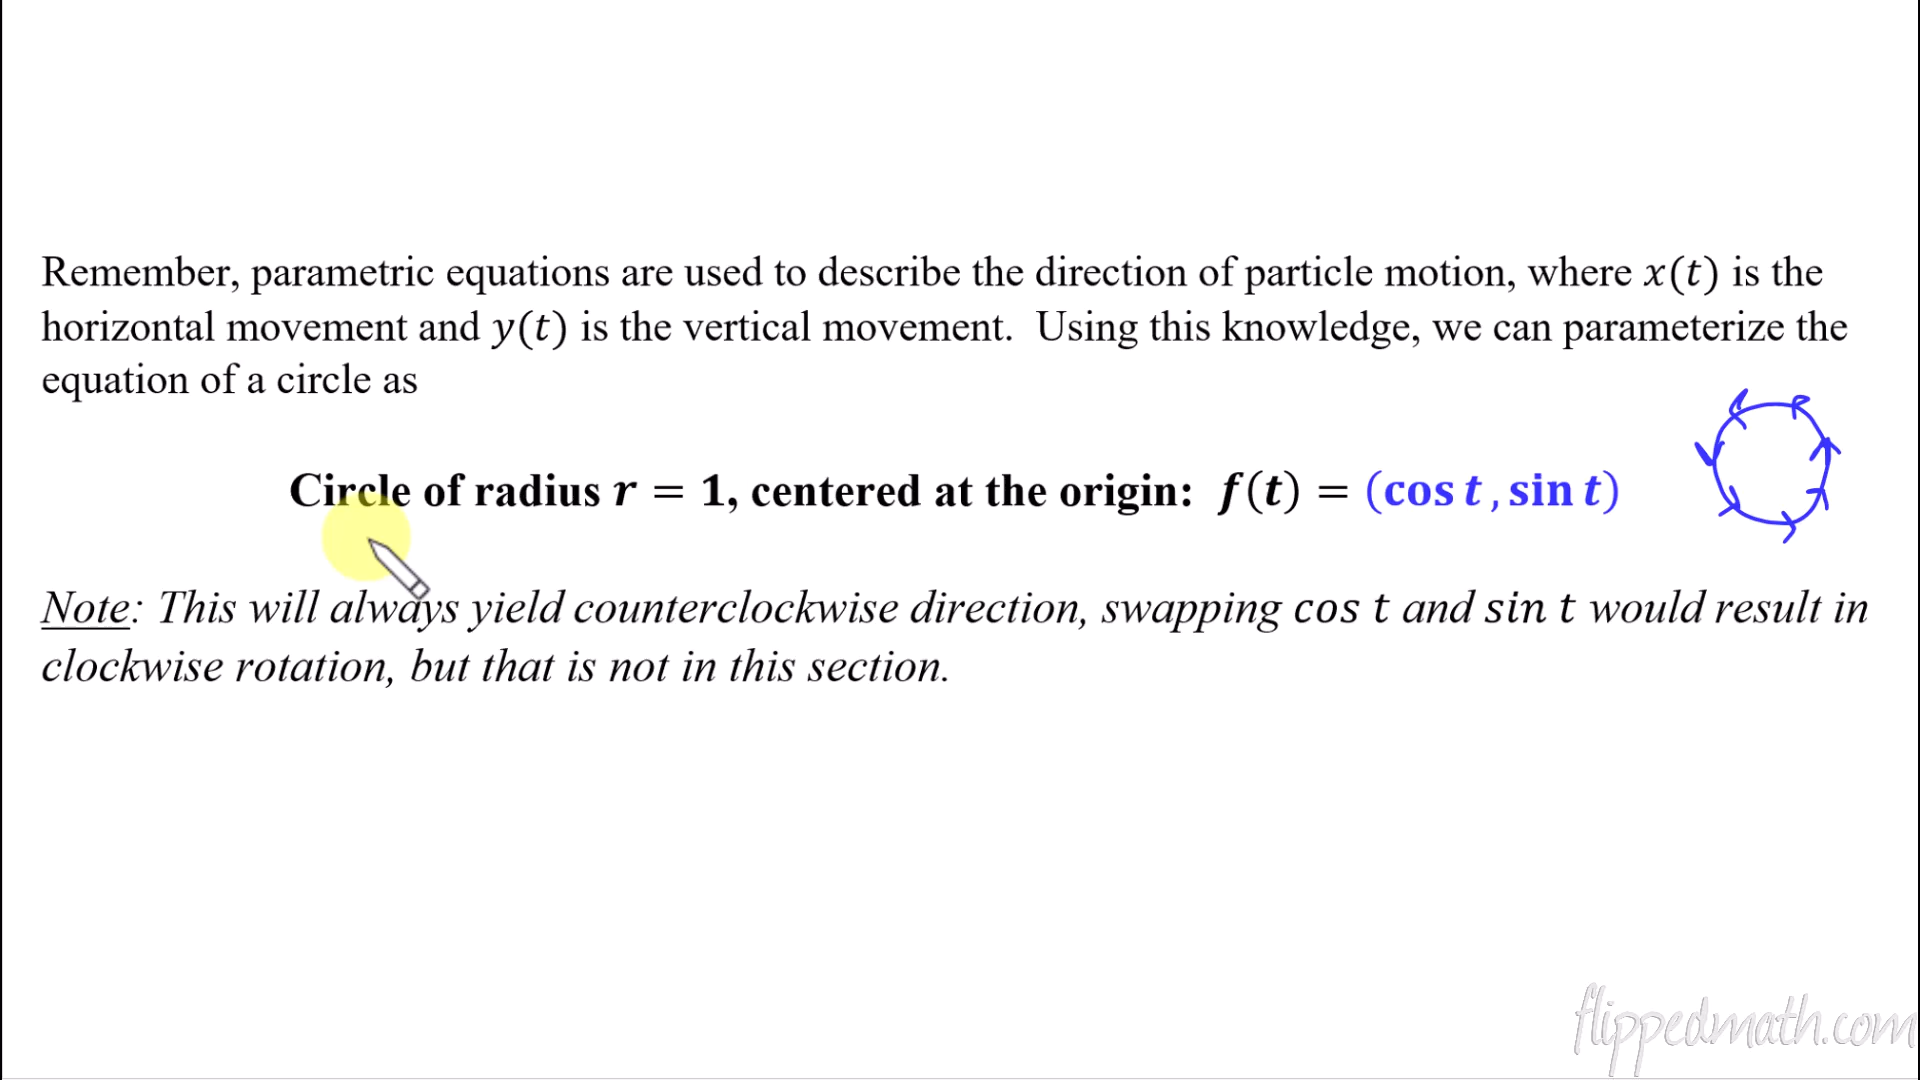 Remember, parametric equations are used to describe the direction of particle motion, where x(t) is the
horizontal movement and y(t) is the vertical movement. Using this knowledge, we can parameterize the
equation of a circle as
Circle of radius r = 1, centered at the origin: f(t) = (cos t, sin t)
Note: This will always yield counterclockwise direction, swapping cos t and sin t would result in
clockwise rotation, but that is not in this section.
flippedmath.com